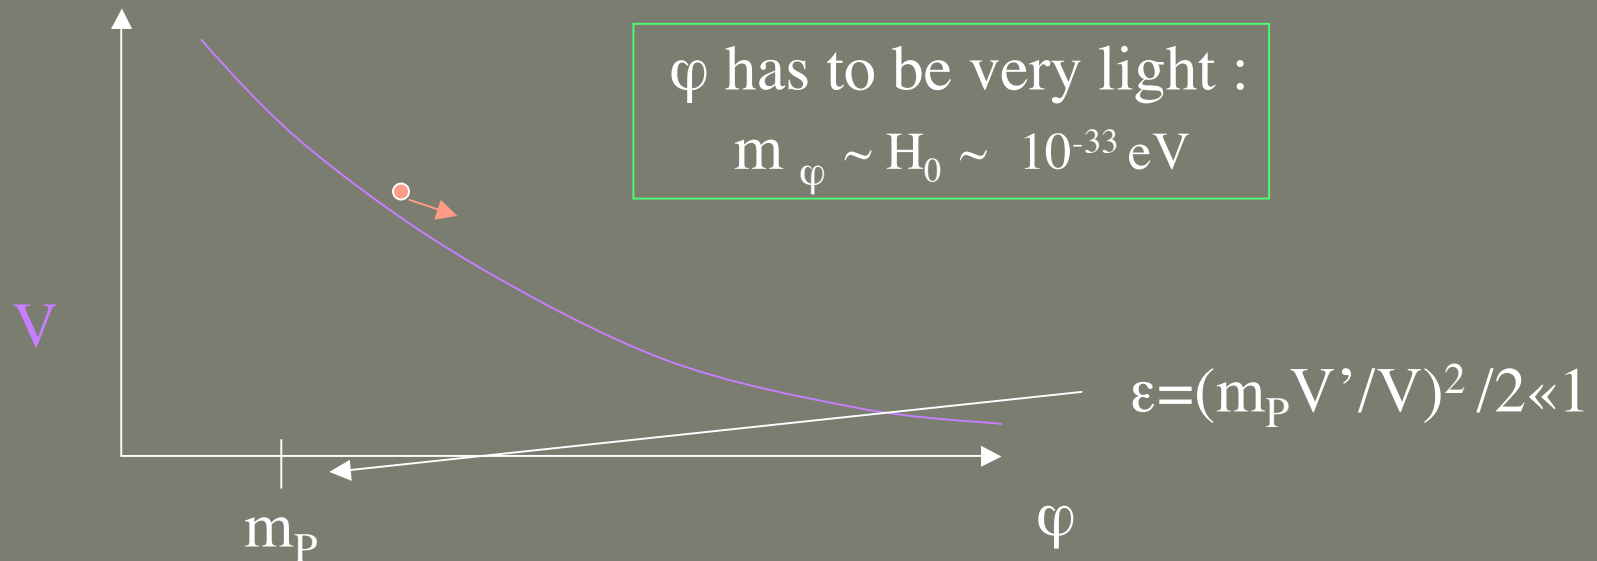 φ has to be very light :
m φ ~ H0 ~ 10-33 eV
V
ε=(mPV’/V)2 /2«1
mP
φ